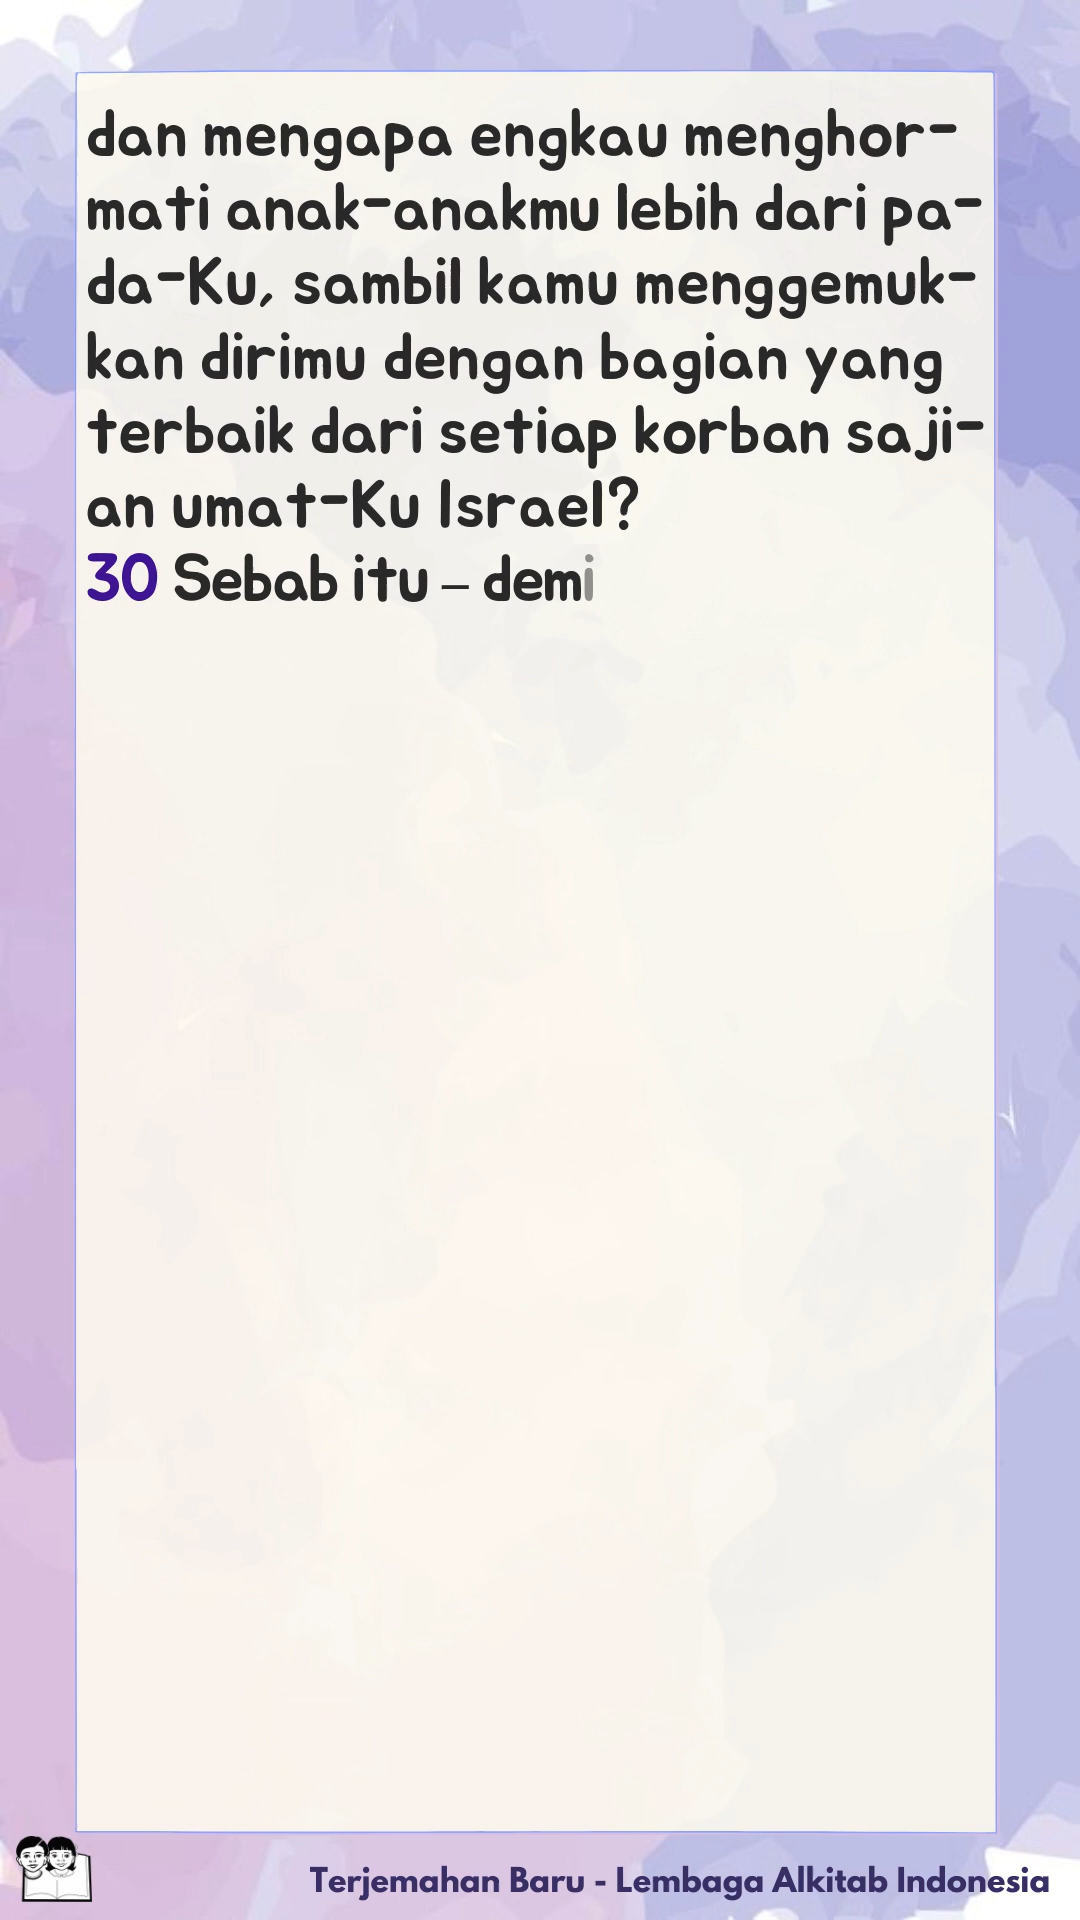 dan mengapa engkau menghor-
mati anak-anakmu lebih dari pa-
da-Ku, sambil kamu menggemuk-
kan dirimu dengan bagian yang
terbaik dari setiap korban saji-
an umat-Ku Israel?
30 Sebab itu – demi
Terjemahan Baru - Lembaga Alkitab Indonesia